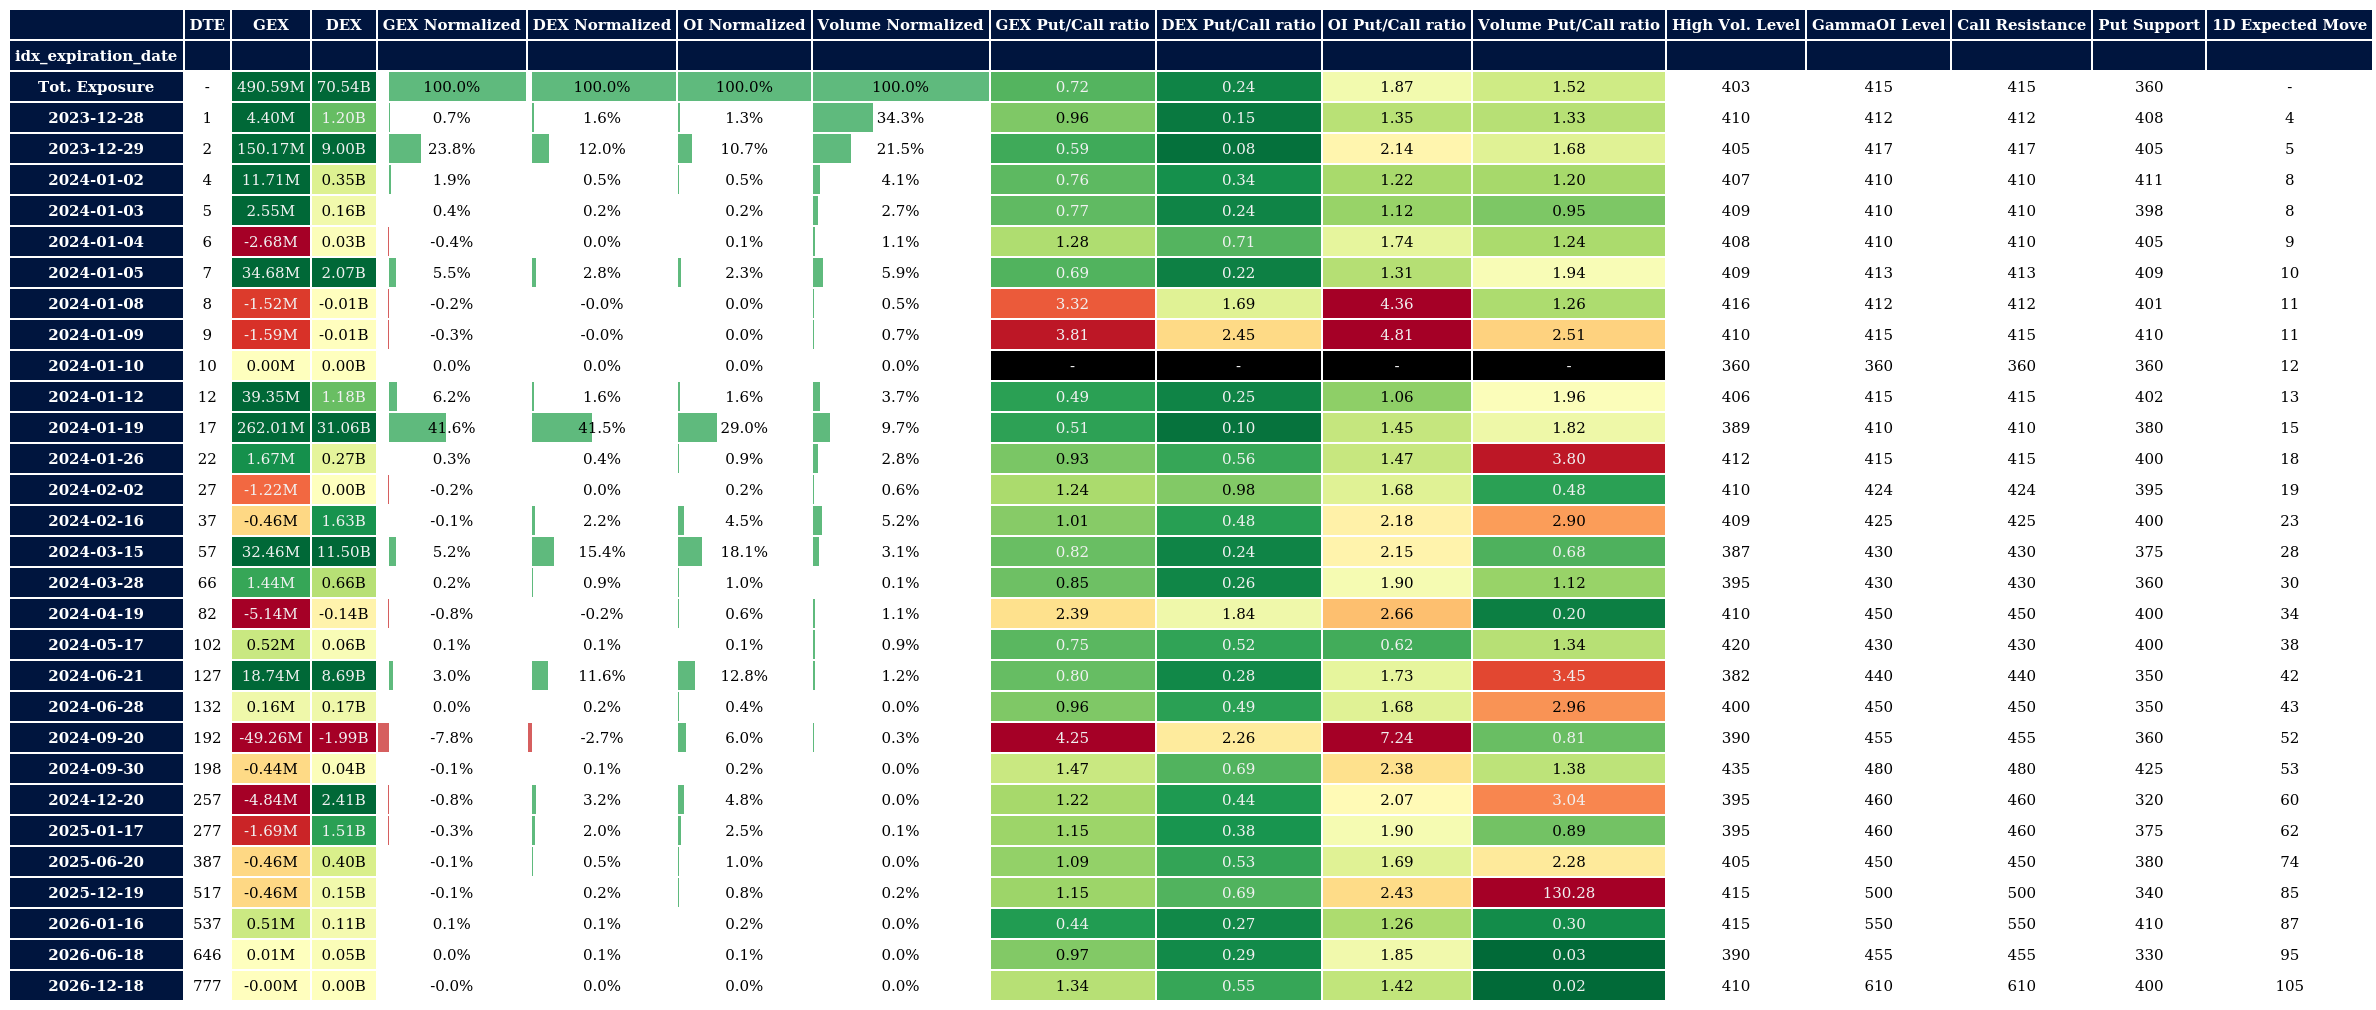 DTE GEX DEX GEX Normalized DEX Normalized OI Normalized Volume Normalized GEX Put/Call ratio DEX Put/Call ratio OI Put/Call ratio Volume Put/Call ratio High Vol. Level GammaOI Level Call Resistance Put Support 1D Expected Move
idx_expiration_date
Tot. Exposure - 490.59M 70.54B 100.0% 100.0% 100.0% 100.0% 0.72 0.24 1.87 1.52 403 415 415 360 -
2023-12-28 1 4.40M 1.20B 0.7% 1.6% 1.3% 34.3% 0.96 0.15 1.35 1.33 410 412 412 408 4
2023-12-29 2 150.17M 9.00B 23.8% 12.0% 10.7% 21.5% 0.59 0.08 2.14 1.68 405 417 417 405 5
2024-01-02 4 11.71M 0.35B 1.9% 0.5% 0.5% 4.1% 0.76 0.34 1.22 1.20 407 410 410 411 8
2024-01-03 5 2.55M 0.16B 0.4% 0.2% 0.2% 2.7% 0.77 0.24 1.12 0.95 409 410 410 398 8
2024-01-04 6 -2.68M 0.03B -0.4% 0.0% 0.1% 1.1% 1.28 0.71 1.74 1.24 408 410 410 405 9
2024-01-05 7 34.68M 2.07B 5.5% 2.8% 2.3% 5.9% 0.69 0.22 1.31 1.94 409 413 413 409 10
2024-01-08 8 -1.52M -0.01B -0.2% -0.0% 0.0% 0.5% 3.32 1.69 4.36 1.26 416 412 412 401 11
2024-01-09 9 -1.59M -0.01B -0.3% -0.0% 0.0% 0.7% 3.81 2.45 4.81 2.51 410 415 415 410 11
2024-01-10 10 0.00M 0.00B 0.0% 0.0% 0.0% 0.0% - - - - 360 360 360 360 12
2024-01-12 12 39.35M 1.18B 6.2% 1.6% 1.6% 3.7% 0.49 0.25 1.06 1.96 406 415 415 402 13
2024-01-19 17 262.01M 31.06B 41.6% 41.5% 29.0% 9.7% 0.51 0.10 1.45 1.82 389 410 410 380 15
2024-01-26 22 1.67M 0.27B 0.3% 0.4% 0.9% 2.8% 0.93 0.56 1.47 3.80 412 415 415 400 18
2024-02-02 27 -1.22M 0.00B -0.2% 0.0% 0.2% 0.6% 1.24 0.98 1.68 0.48 410 424 424 395 19
2024-02-16 37 -0.46M 1.63B -0.1% 2.2% 4.5% 5.2% 1.01 0.48 2.18 2.90 409 425 425 400 23
2024-03-15 57 32.46M 11.50B 5.2% 15.4% 18.1% 3.1% 0.82 0.24 2.15 0.68 387 430 430 375 28
2024-03-28 66 1.44M 0.66B 0.2% 0.9% 1.0% 0.1% 0.85 0.26 1.90 1.12 395 430 430 360 30
2024-04-19 82 -5.14M -0.14B -0.8% -0.2% 0.6% 1.1% 2.39 1.84 2.66 0.20 410 450 450 400 34
2024-05-17 102 0.52M 0.06B 0.1% 0.1% 0.1% 0.9% 0.75 0.52 0.62 1.34 420 430 430 400 38
2024-06-21 127 18.74M 8.69B 3.0% 11.6% 12.8% 1.2% 0.80 0.28 1.73 3.45 382 440 440 350 42
2024-06-28 132 0.16M 0.17B 0.0% 0.2% 0.4% 0.0% 0.96 0.49 1.68 2.96 400 450 450 350 43
2024-09-20 192 -49.26M -1.99B -7.8% -2.7% 6.0% 0.3% 4.25 2.26 7.24 0.81 390 455 455 360 52
2024-09-30 198 -0.44M 0.04B -0.1% 0.1% 0.2% 0.0% 1.47 0.69 2.38 1.38 435 480 480 425 53
2024-12-20 257 -4.84M 2.41B -0.8% 3.2% 4.8% 0.0% 1.22 0.44 2.07 3.04 395 460 460 320 60
2025-01-17 277 -1.69M 1.51B -0.3% 2.0% 2.5% 0.1% 1.15 0.38 1.90 0.89 395 460 460 375 62
2025-06-20 387 -0.46M 0.40B -0.1% 0.5% 1.0% 0.0% 1.09 0.53 1.69 2.28 405 450 450 380 74
2025-12-19 517 -0.46M 0.15B -0.1% 0.2% 0.8% 0.2% 1.15 0.69 2.43 130.28 415 500 500 340 85
2026-01-16 537 0.51M 0.11B 0.1% 0.1% 0.2% 0.0% 0.44 0.27 1.26 0.30 415 550 550 410 87
2026-06-18 646 0.01M 0.05B 0.0% 0.1% 0.1% 0.0% 0.97 0.29 1.85 0.03 390 455 455 330 95
2026-12-18 777 -0.00M 0.00B -0.0% 0.0% 0.0% 0.0% 1.34 0.55 1.42 0.02 410 610 610 400 105